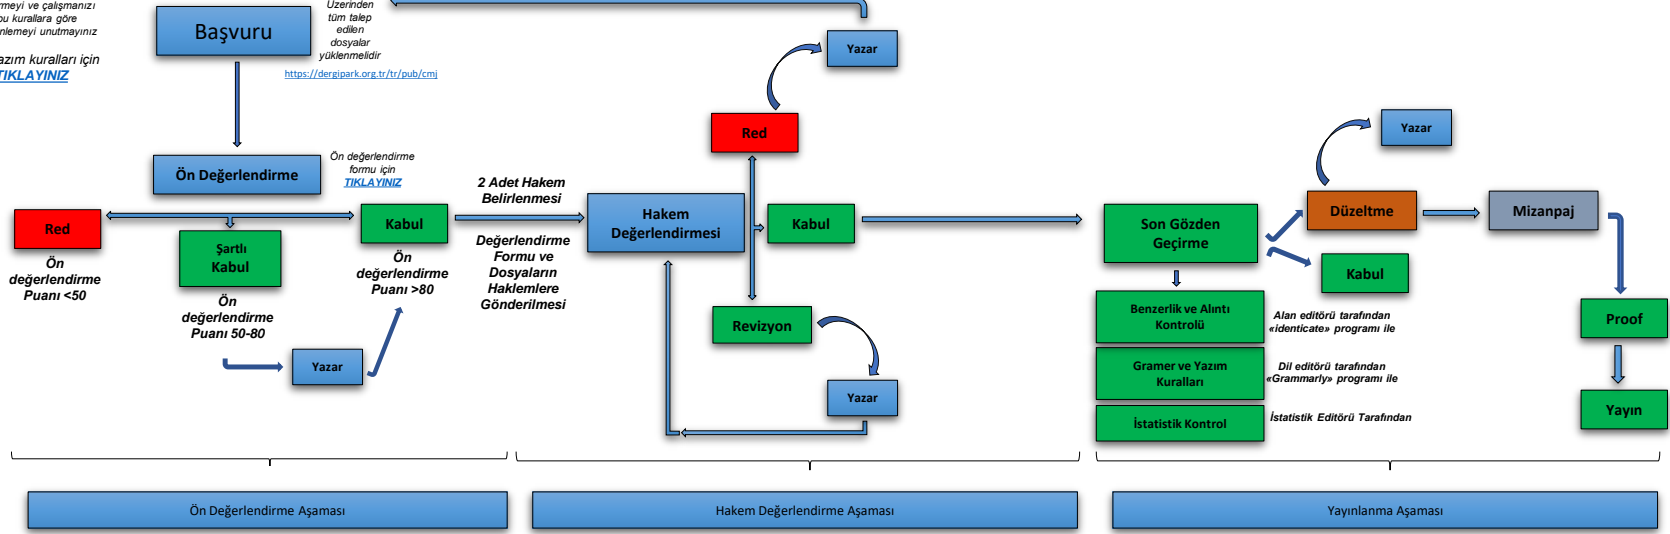 ve çalışmanızı
bu kurallara göre
unutmayınız
kuralları için
TIKLAYINIZ
Başvuru
Üzerinden
tüm talep
edilen
dosyalar
yüklenmelidir
https://dergipark.org.tr/tr/pub/cmj
Ön Değerlendirme
Ön değerlendirme
formu için
TIKLAYINIZ
Red
Ön
değerlendirme
Puanı <50
Şartlı
Kabul
Ön
değerlendirme
Puanı 50-80
Yazar
Kabul
Ön
değerlendirme
Puanı >80
2 Adet Hakem
Belirlenmesi
Değerlendirme
Formu ve
Dosyaların
Haklemlere
Gönderilmesi
Hakem
Değerlendirmesi
Red
Yazar
Kabul
Revizyon
Yazar
Son Gözden
Geçirme
Benzerlik ve Alıntı
Kontrolü
Alan editörü tarafından
«identicate» programı ile
Gramer ve Yazım
Kuralları
Dil editörü tarafından
«Grammarly» programı ile
İstatistik Kontrol
İstatistik Editörü Tarafından
Yazar
Düzeltme
Kabul
Mizanpaj
Proof
Yayın
Ön Değerlendirme Aşaması
Hakem Değerlendirme Aşaması
Yayınlanma Aşaması